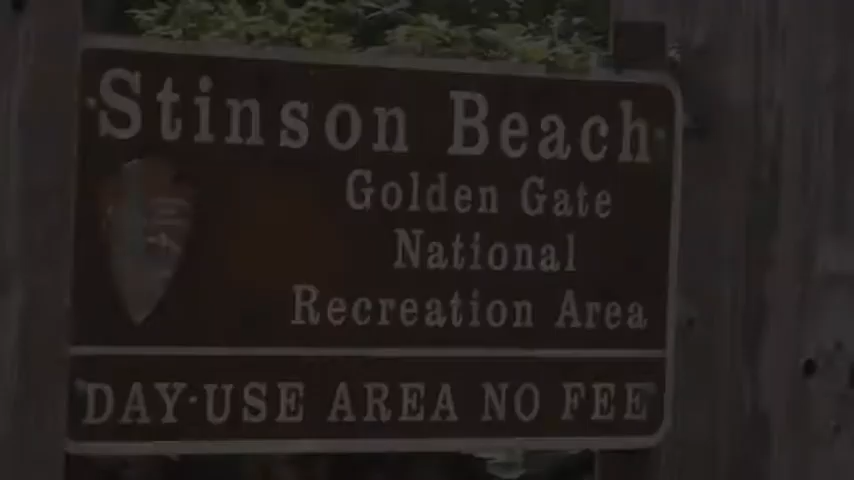 Stinson Beach
Golden Gate
National
Recreation Area
DAY-USE AREA NO FEE